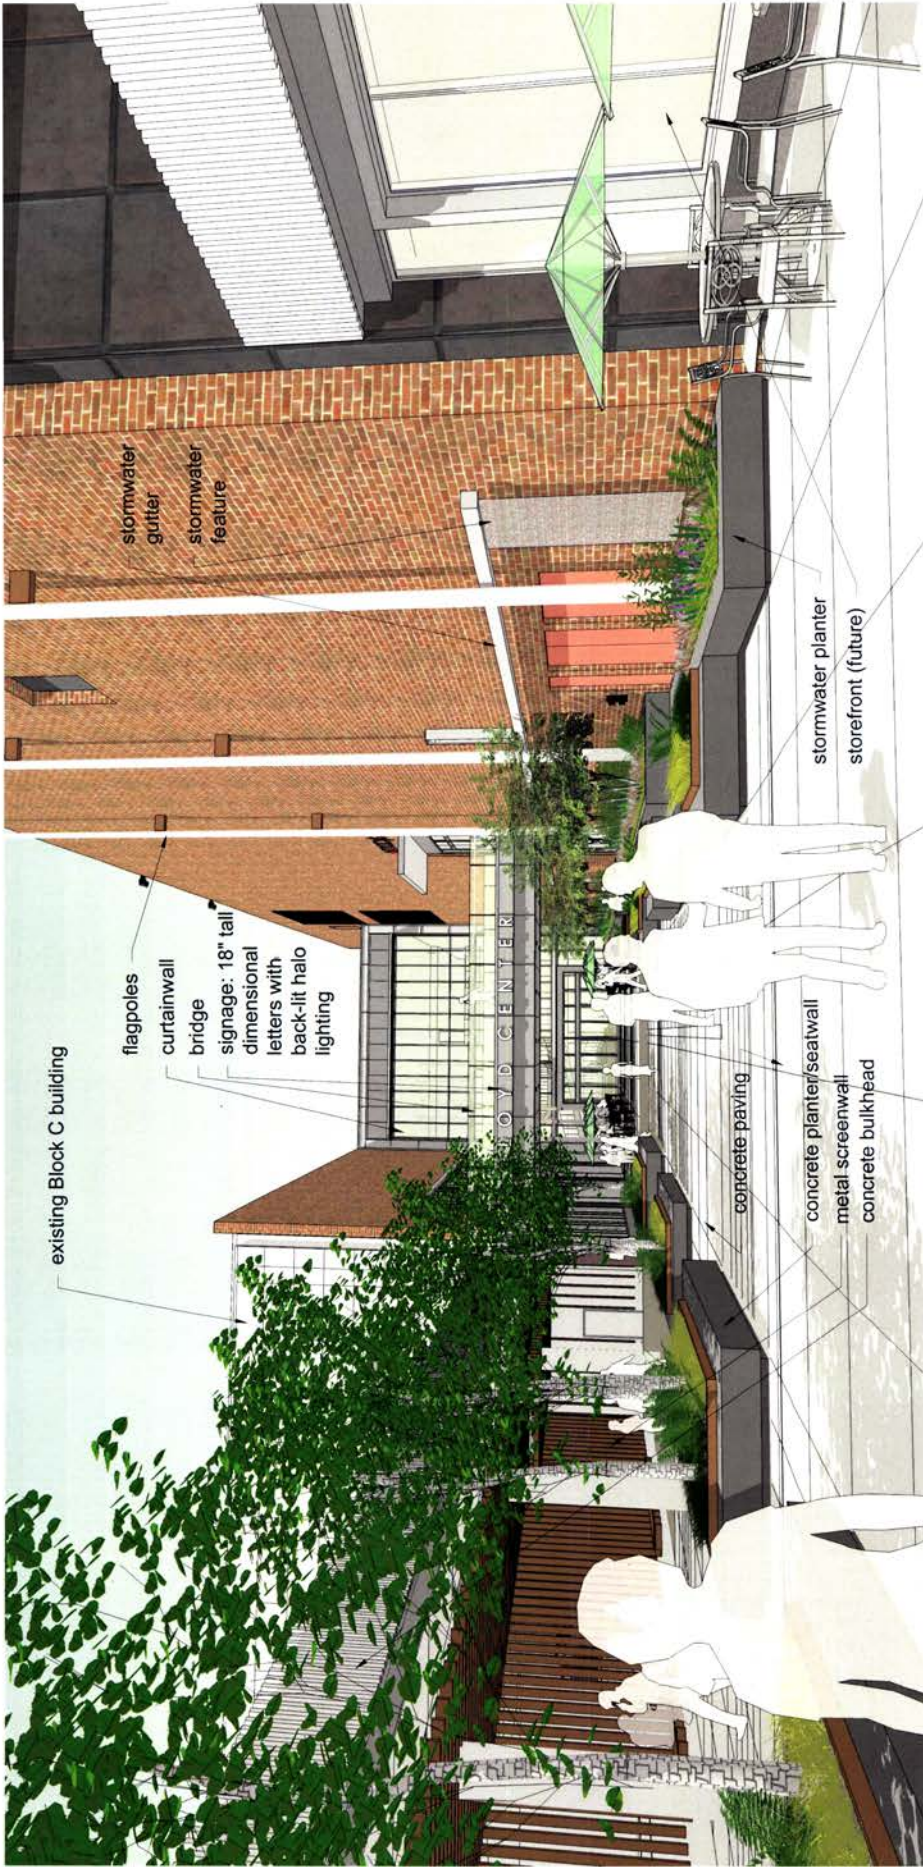 existing Block C building
flagpoles
curtainwall
bridge
signage: 18" tall
dimensional
letters with
back-lit halo
lighting
stormwater
gutter
stormwater
feature
OYD CENTER
concrete paving
concrete planter/seatwall
metal screenwall
concrete bulkhead
stormwater planter
storefront (future)